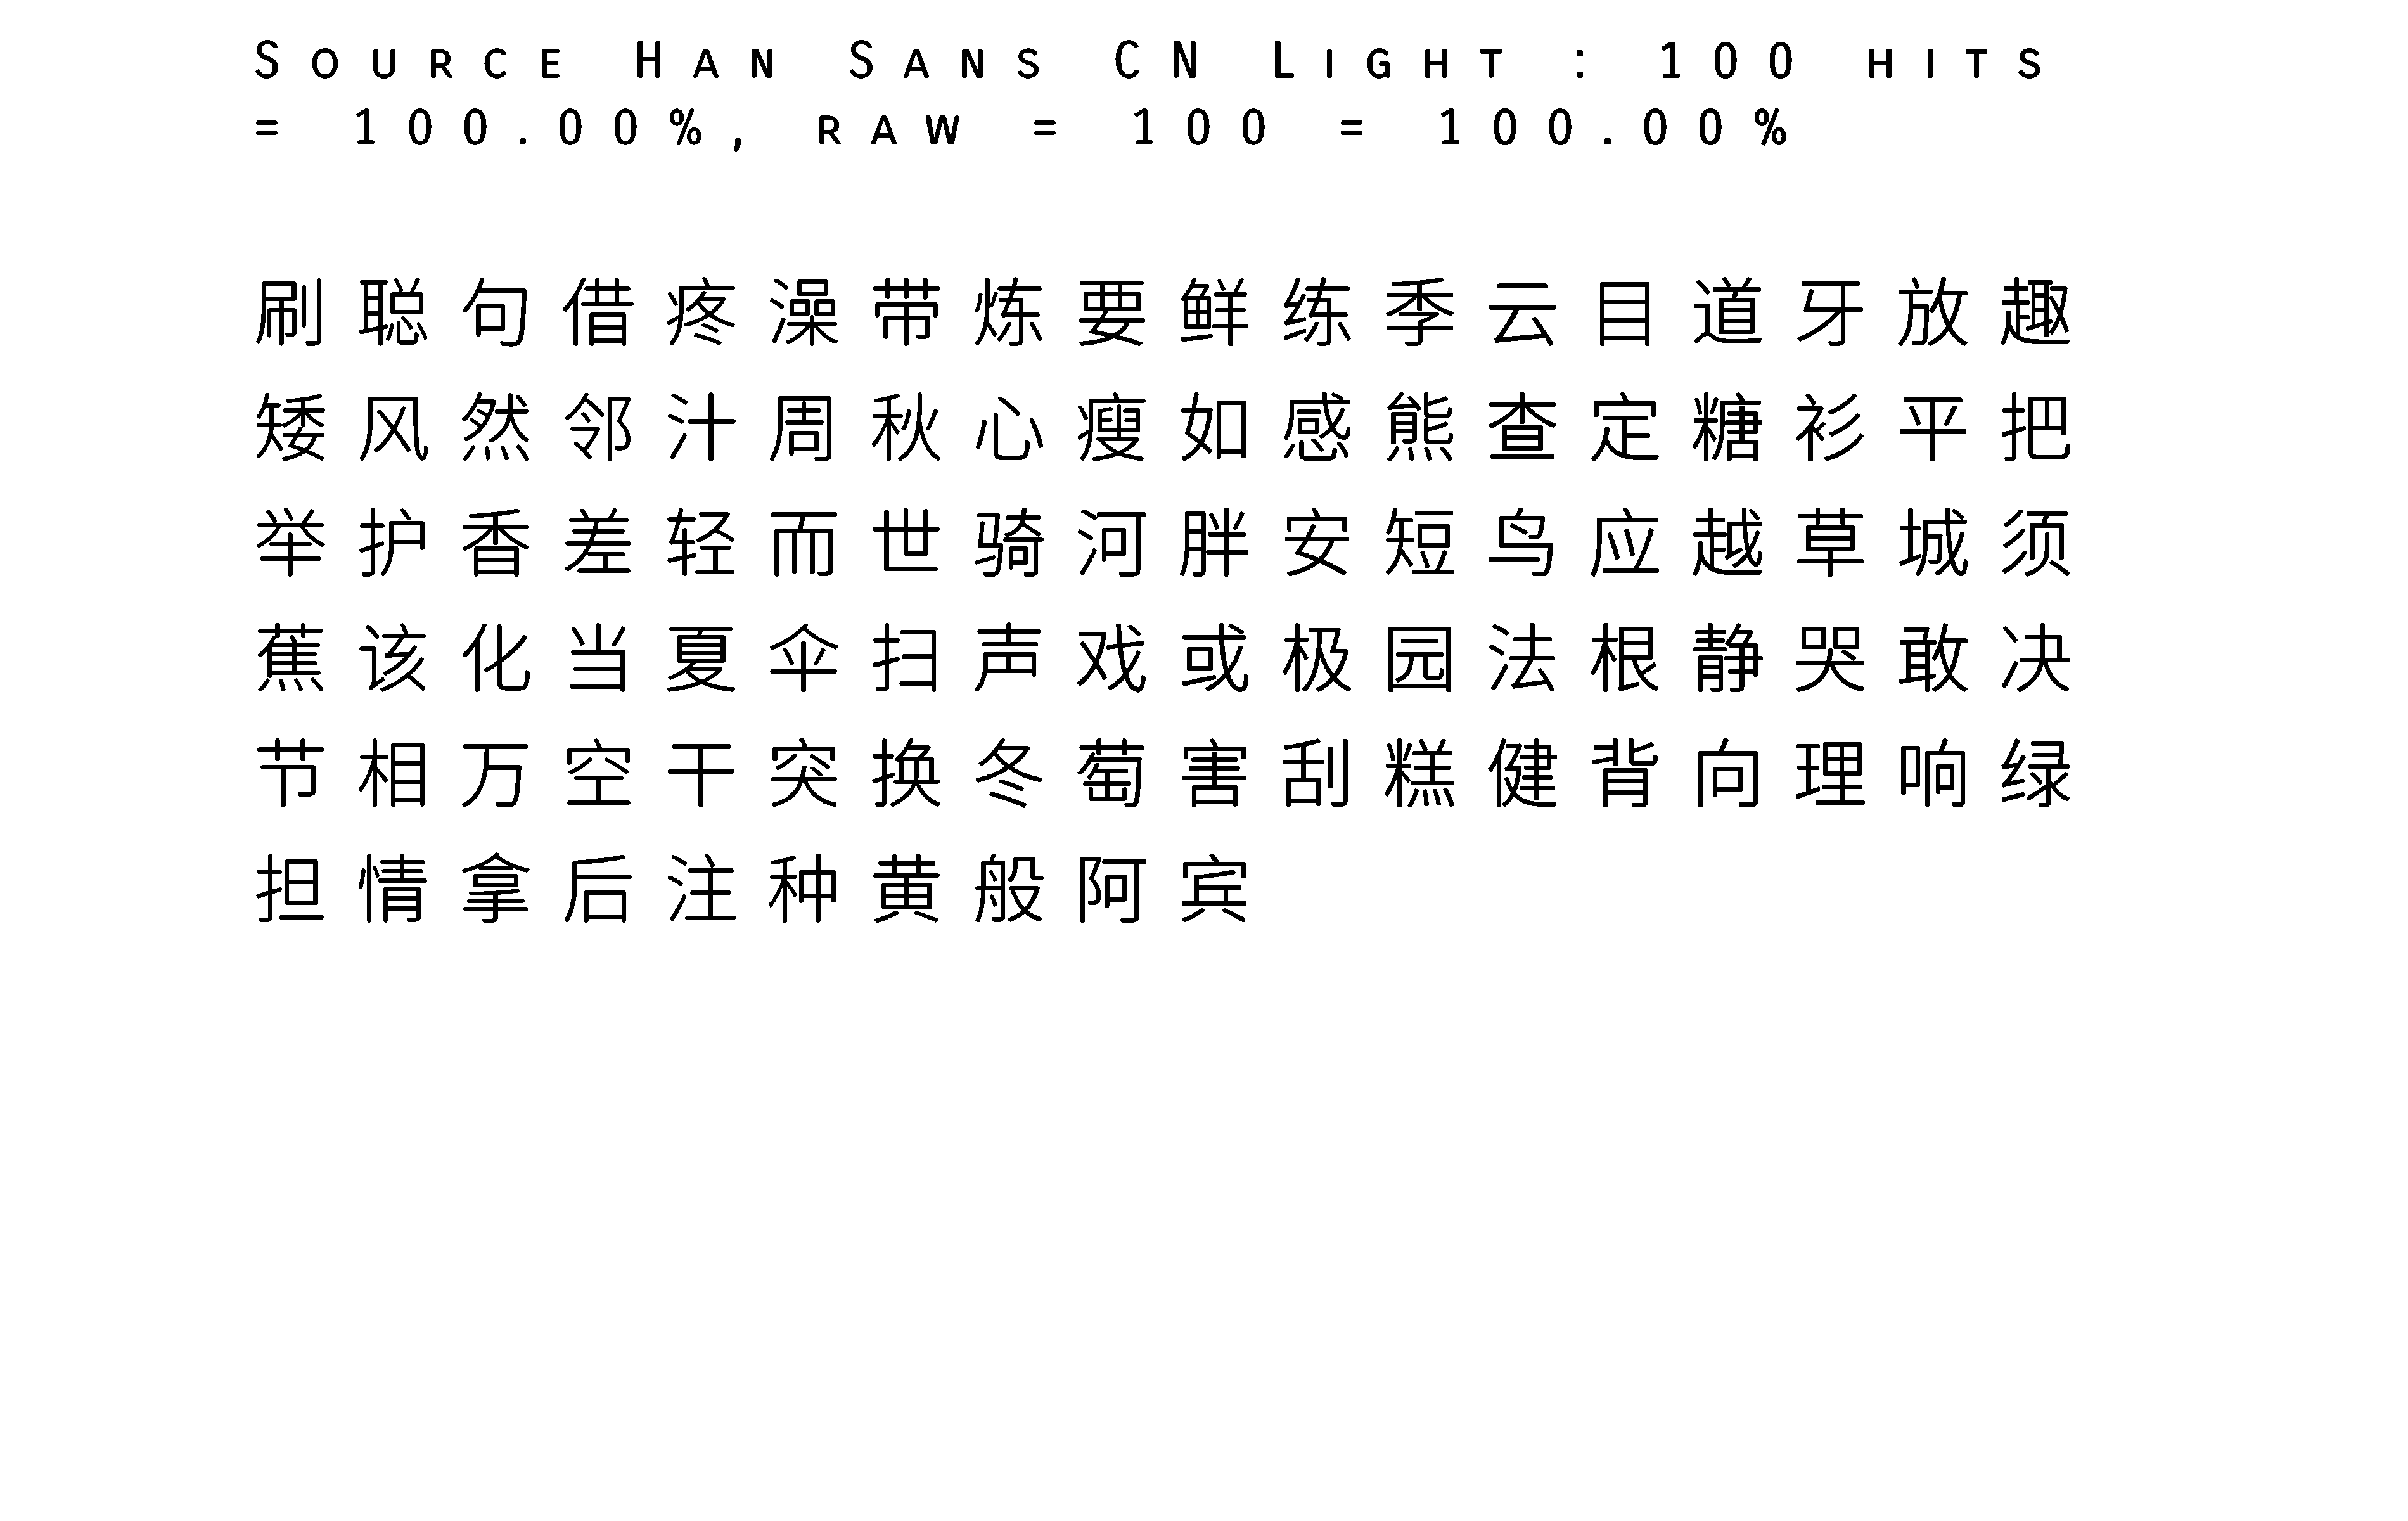 Source Han Sans CN Light : 100 hits
= 100.00%, raw = 100 = 100.00%
刷聪句借疼澡带炼要鲜练季云目道牙放趣
矮风然邻汁周秋心瘦如感熊查定糖衫平把
举护香差轻而世骑河胖安短鸟应越草城须
蕉该化当夏伞扫声戏或极园法根静哭敢决
节相万空干突换冬萄害刮糕健背向理响绿
担情拿后注种黄般阿宾